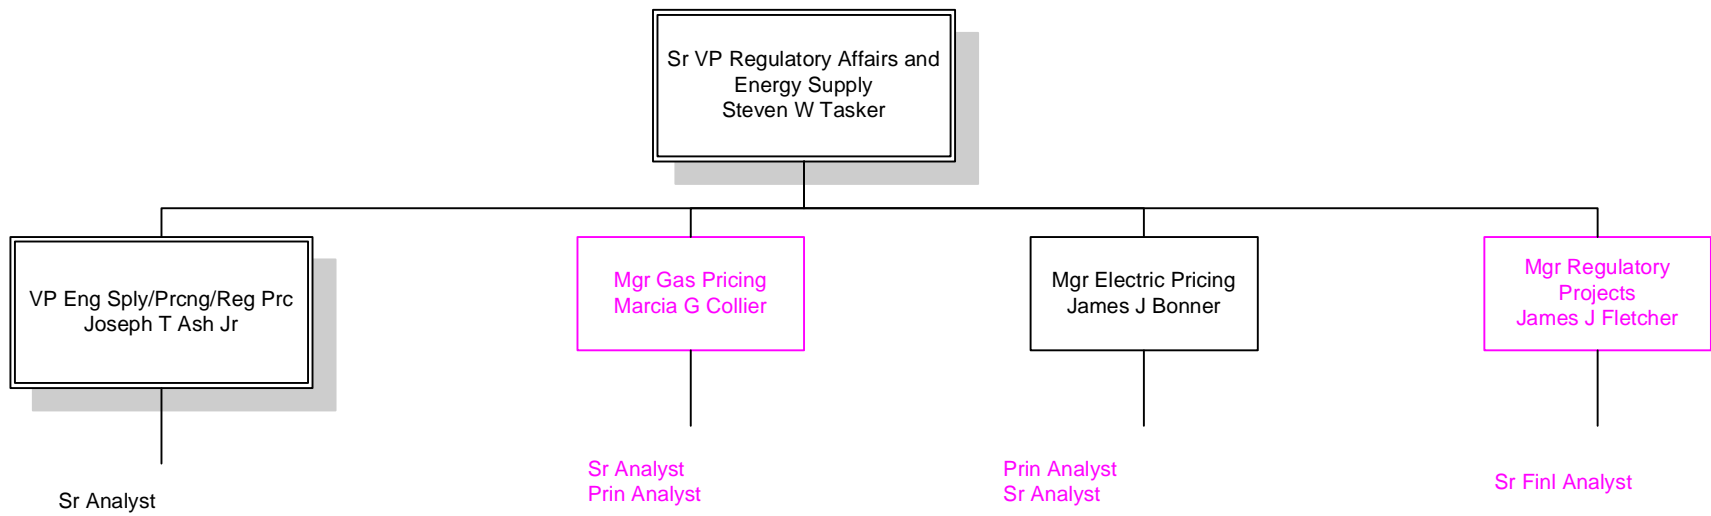 Sr VP Regulatory Affairs and
Energy Supply
Steven W Tasker
VP Eng Sply/Prcng/Reg Prc
Joseph T Ash Jr
Mgr Gas Pricing
Marcia G Collier
Mgr Electric Pricing
James J Bonner
Mgr Regulatory
Projects
James J Fletcher
Sr Analyst
Sr Analyst
Prin Analyst
Prin Analyst
Sr Analyst
Sr Finl Analyst